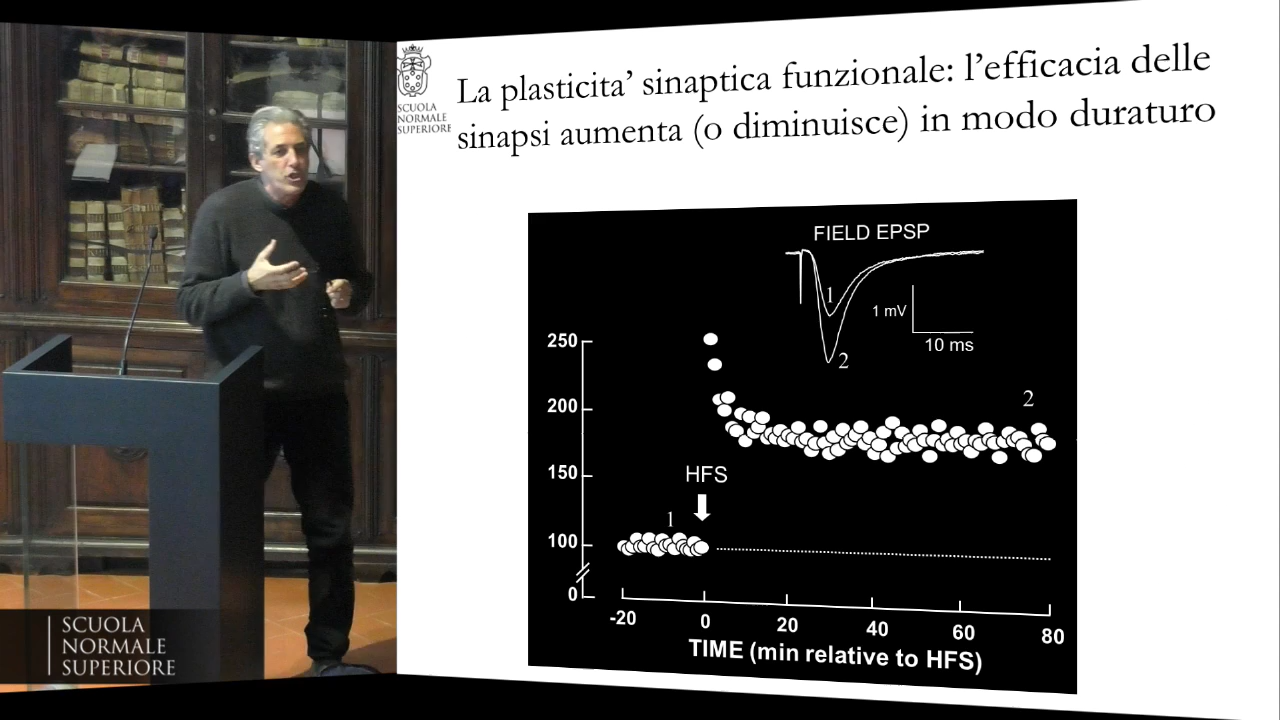 SCUOLA
NORMALE
SUPERIORE
La plasticita' sinaptica funzionale: l'efficacia delle
sinapsi aumenta (o diminuisce) in modo duraturo
FIELD EPSP
1
1 mV
10 ms
2
250
200
150
100
0
2
HFS
1
-20
0
20
40
60
80
TIME (min relative to HFS)
SCUOLA
NORMALE
SUPERIORE